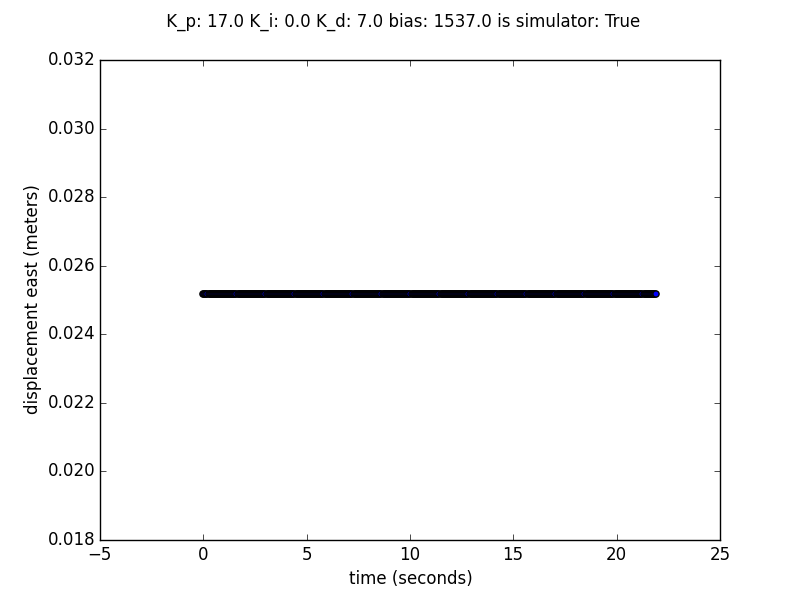 K_p: 17.0 K_i: 0.0 K_d: 7.0 bias: 1537.0 is simulator: True
0.032
0.030
0.028
0.026
0.024
0.022
0.020
0.018
displacement east (meters)
−5 0 5 10 15 20 25
time (seconds)